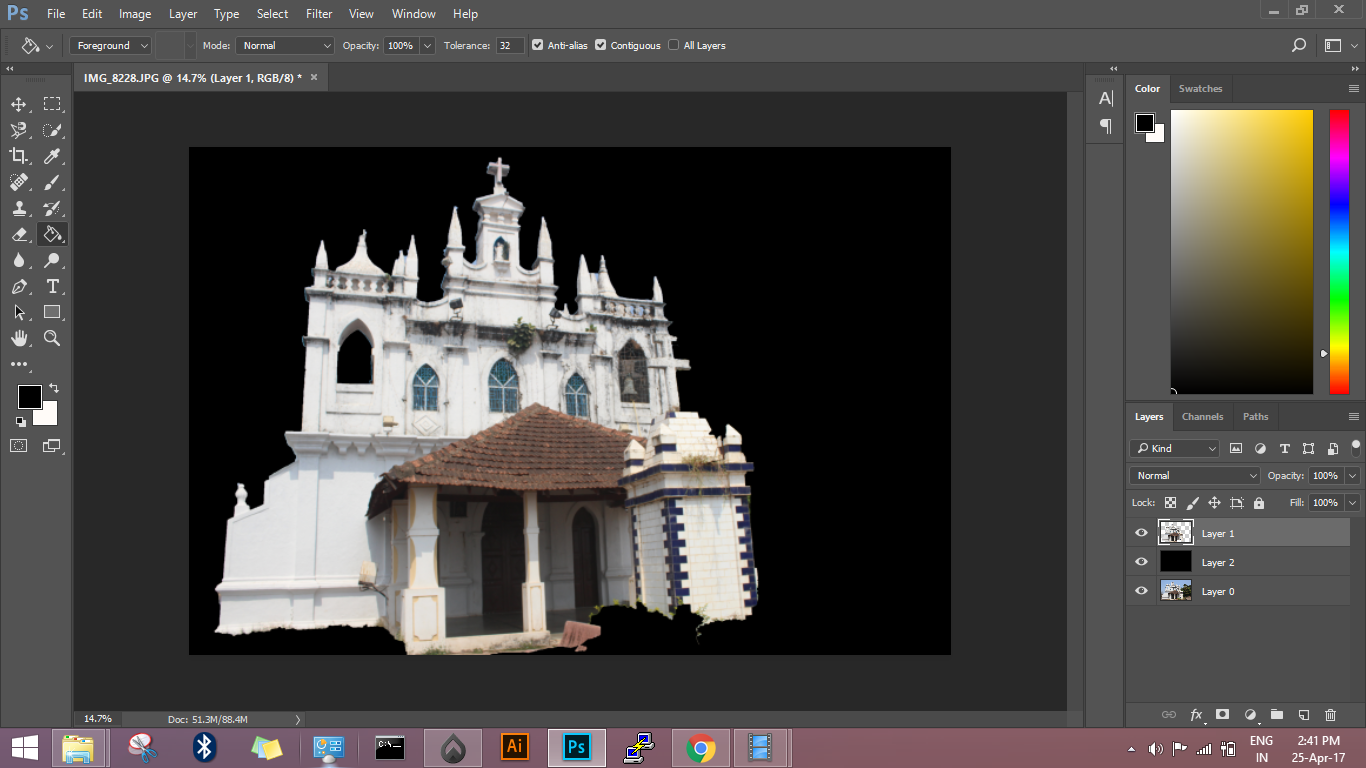 Ps File Edit Image Layer Type Select Filter View Window Help
Foreground Mode: Normal Opacity: 100% Tolerance: 32 Anti-alias Contiguous All Layers
IMG_8228.JPG @ 14.7% (Layer 1, RGB/8) * ×
A
Color Swatches
T
Layers Channels Paths
Kind T
Normal Opacity: 100%
Lock: Fill: 100%
Layer 1
Layer 2
Layer 0
14.7% Doc: 51.3M/88.4M
fx
C:\_ Ai Ps
ENG 2:41 PM
IN 25-Apr-17